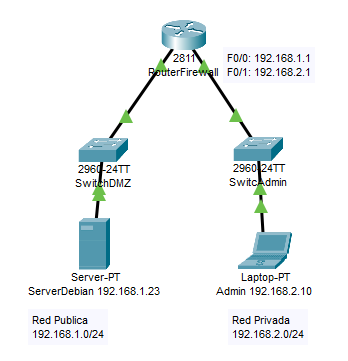 2811
RouterFirewall
F0/0: 192.168.1.1
F0/1: 192.168.2.1
2960-24TT
SwitchDMZ
2960-24TT
SwitcAdmin
Server-PT
ServerDebian 192.168.1.23
Laptop-PT
Admin 192.168.2.10
Red Publica
192.168.1.0/24
Red Privada
192.168.2.0/24